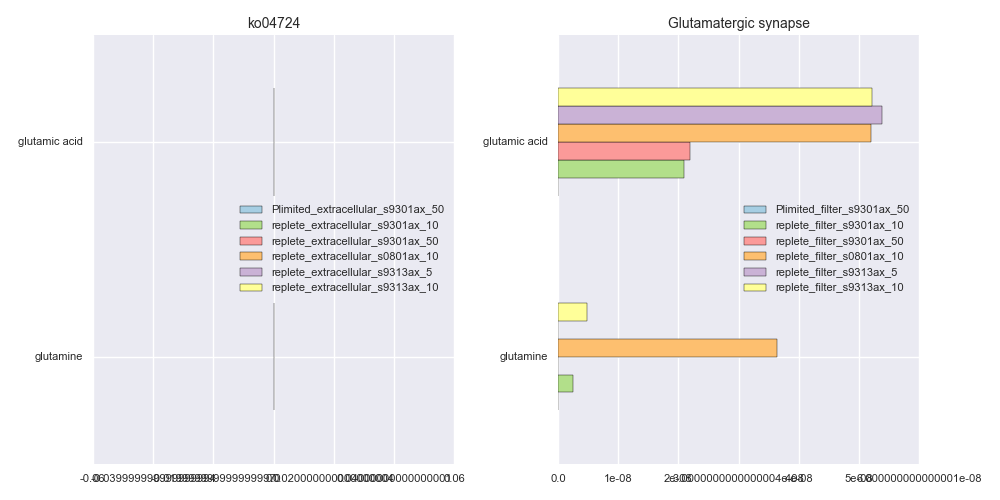 ko04724
glutamic acid
glutamine
Plimited_extracellular_s9301ax_50
replete_extracellular_s9301ax_10
replete_extracellular_s9301ax_50
replete_extracellular_s0801ax_10
replete_extracellular_s9313ax_5
replete_extracellular_s9313ax_10
Glutamatergic synapse
glutamic acid
glutamine
Plimited_filter_s9301ax_50
replete_filter_s9301ax_10
replete_filter_s9301ax_50
replete_filter_s0801ax_10
replete_filter_s9313ax_5
replete_filter_s9313ax_10
0.0 1e-08